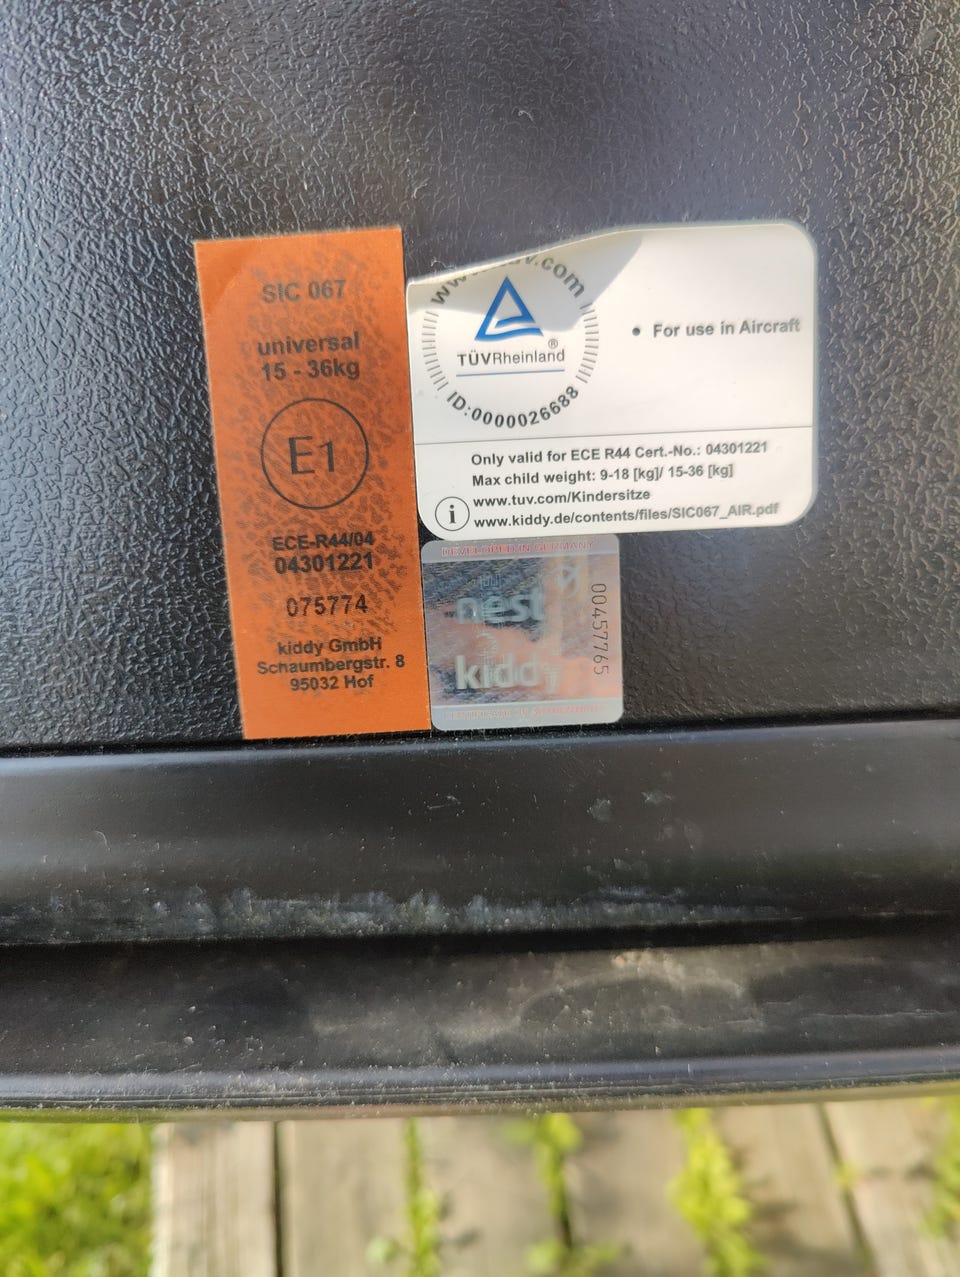 SIC 067
universal
15 - 36kg
E1
ECE-R44/04
04301221
075774
kiddy GmbH
Schaumbergstr. 8
95032 Hof
TÜVRheinland®
ID:0000026688
• For use in Aircraft
Only valid for ECE R44 Cert.-No.: 04301221
Max child weight: 9-18 [kg]/ 15-36 [kg]
www.tuv.com/Kindersitze
i
www.kiddy.de/contents/files/SIC067_AIR.pdf
DEVELOPED IN GERMANY
nest
kiddy
00457765